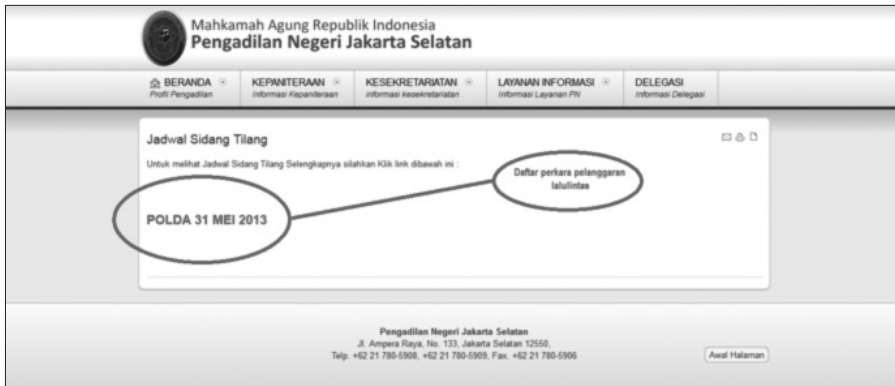 Mahkamah Agung Republik Indonesia
Pengadilan Negeri Jakarta Selatan
BERANDA KEPANITERAAN KESEKRETARIATAN LAYANAN INFORMASI DELEGASI
Profil Pengadilan Informasi Kepaniteraan informasi kesekretariatan Informasi Layanan PN Informasi Delegasi
Jadwal Sidang Tilang
Untuk melihat Jadwal Sidang Tilang Selengkapnya silahkan Klik link dibawah ini :
Daftar perkara pelanggaran
lalulintas
POLDA 31 MEI 2013
Pengadilan Negeri Jakarta Selatan
Jl. Ampera Raya, No. 133, Jakarta Selatan 12550,
Telp. +62 21 780-5908, +62 21 780-5909, Fax. +62 21 780-5906
Awal Halaman